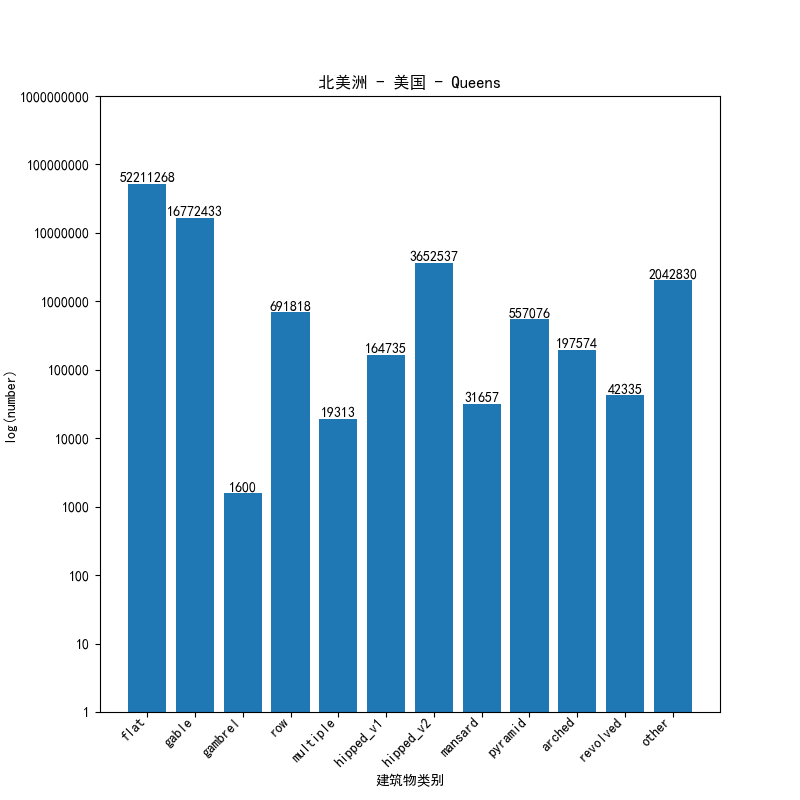 北美洲 - 美国 - Queens
1000000000
100000000
10000000
1000000
100000
10000
1000
100
10
1
log(number)
52211268
16772433
1600
691818
19313
164735
3652537
31657
557076
197574
42335
2042830
flat
gable
gambrel
row
multiple
hipped_v1
hipped_v2
mansard
pyramid
arched
revolved
other
建筑物类别